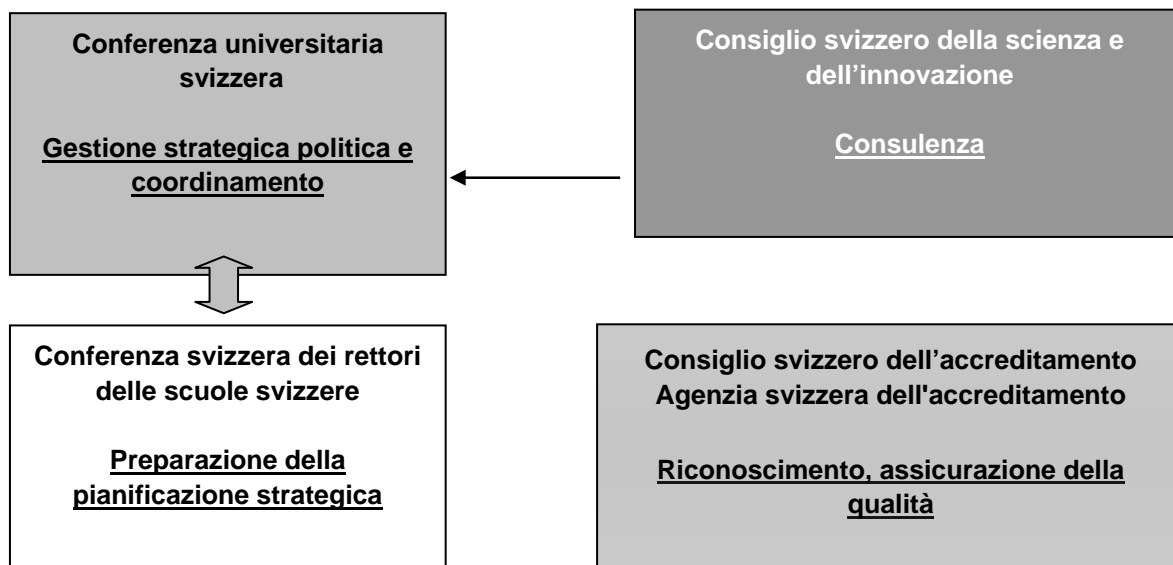 Conferenza universitaria
svizzera
Gestione strategica politica e
coordinamento
Consiglio svizzero della scienza e
dell’innovazione
Consulenza
Conferenza svizzera dei rettori
delle scuole svizzere
Preparazione della
pianificazione strategica
Consiglio svizzero dell’accreditamento
Agenzia svizzera dell'accreditamento
Riconoscimento, assicurazione della
qualità